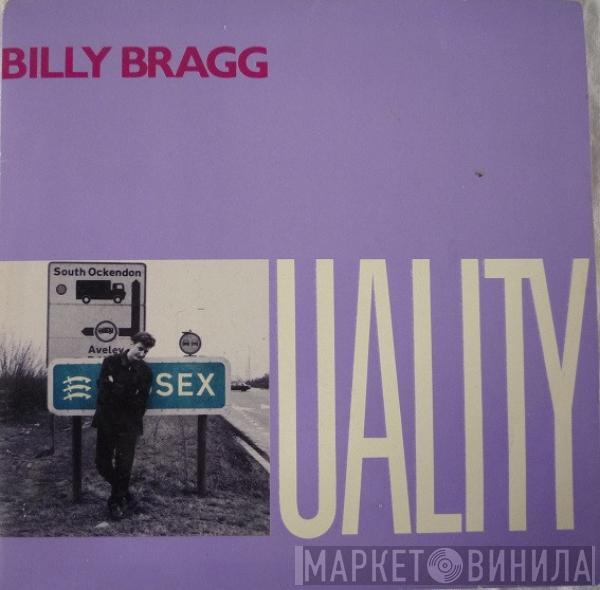 BILLY BRAGG
South Ockendon
Aveley
SEX
UALITY
МАРКЕТ ВИНИЛА